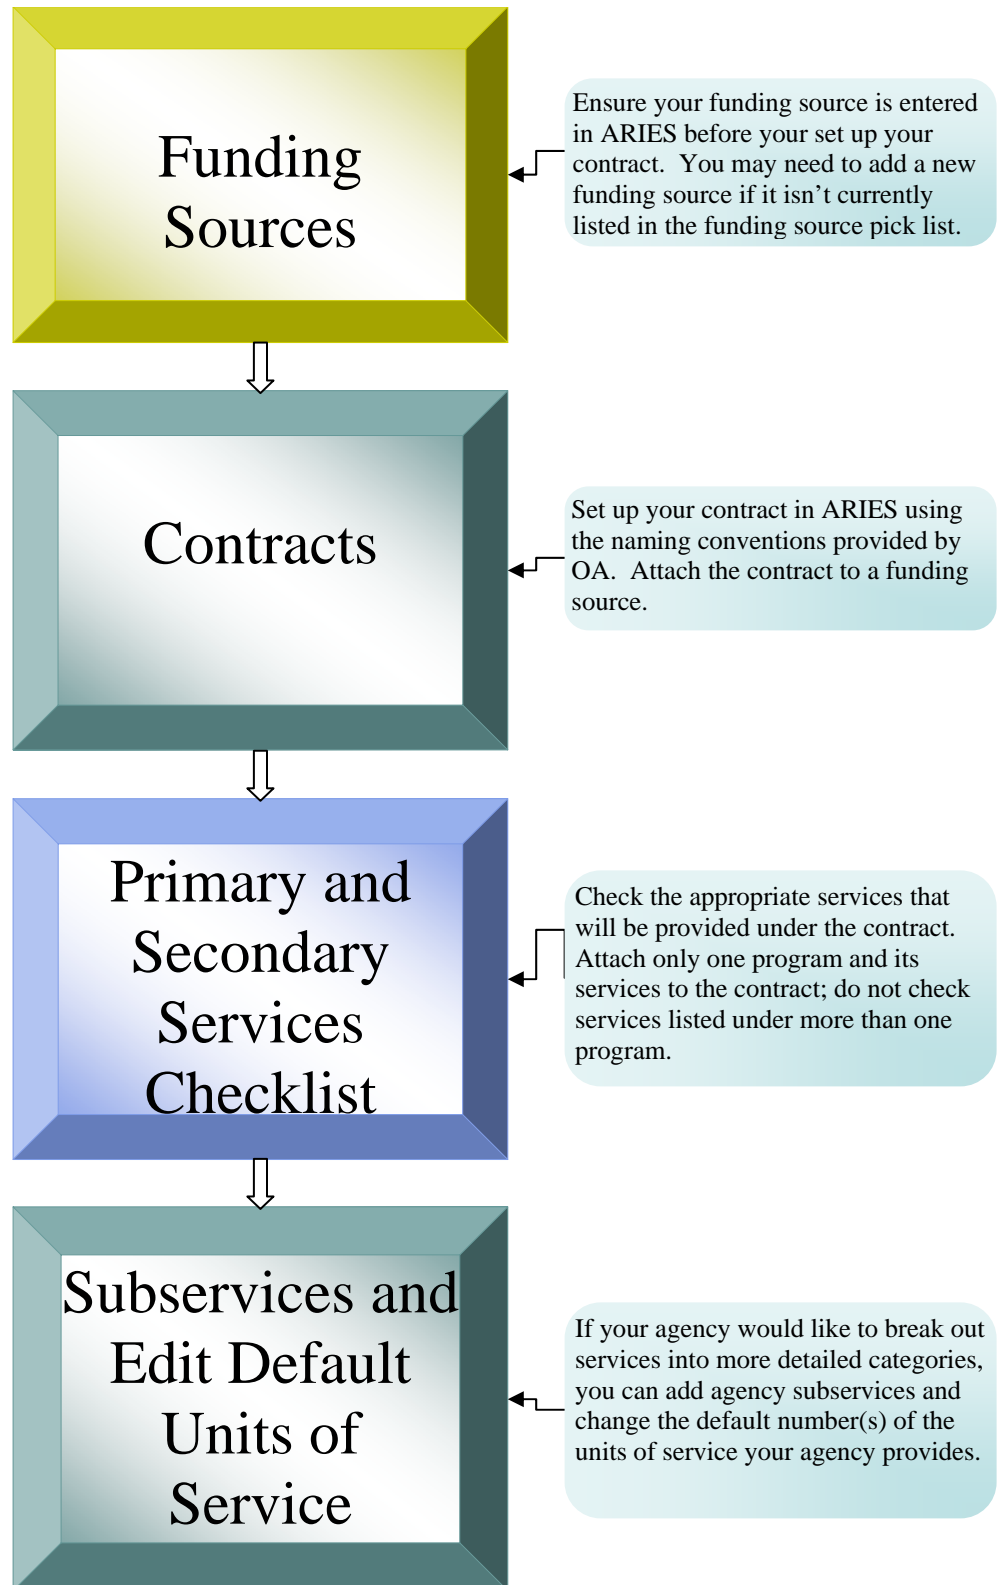 Funding
Sources
Ensure your funding source is entered
in ARIES before your set up your
contract.  You may need to add a new
funding source if it isn’t currently
listed in the funding source pick list.
Contracts
Set up your contract in ARIES using
the naming conventions provided by
OA.  Attach the contract to a funding
source.
Primary and
Secondary
Services
Checklist
Check the appropriate services that
will be provided under the contract.
Attach only one program and its
services to the contract; do not check
services listed under more than one
program.
Subservices and
Edit Default
Units of
Service
If your agency would like to break out
services into more detailed categories,
you can add agency subservices and
change the default number(s) of the
units of service your agency provides.